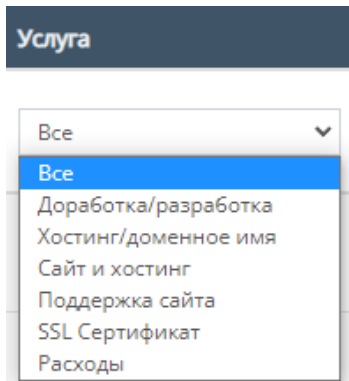 Услуга
Все
Все
Доработка/разработка
Хостинг/доменное имя
Сайт и хостинг
Поддержка сайта
SSL Сертификат
Расходы